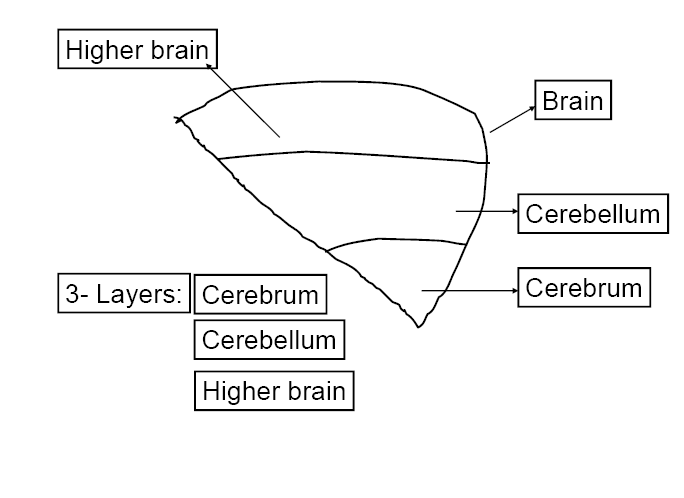 Higher brain
Brain
Cerebellum
Cerebrum
3- Layers: Cerebrum
Cerebellum
Higher brain